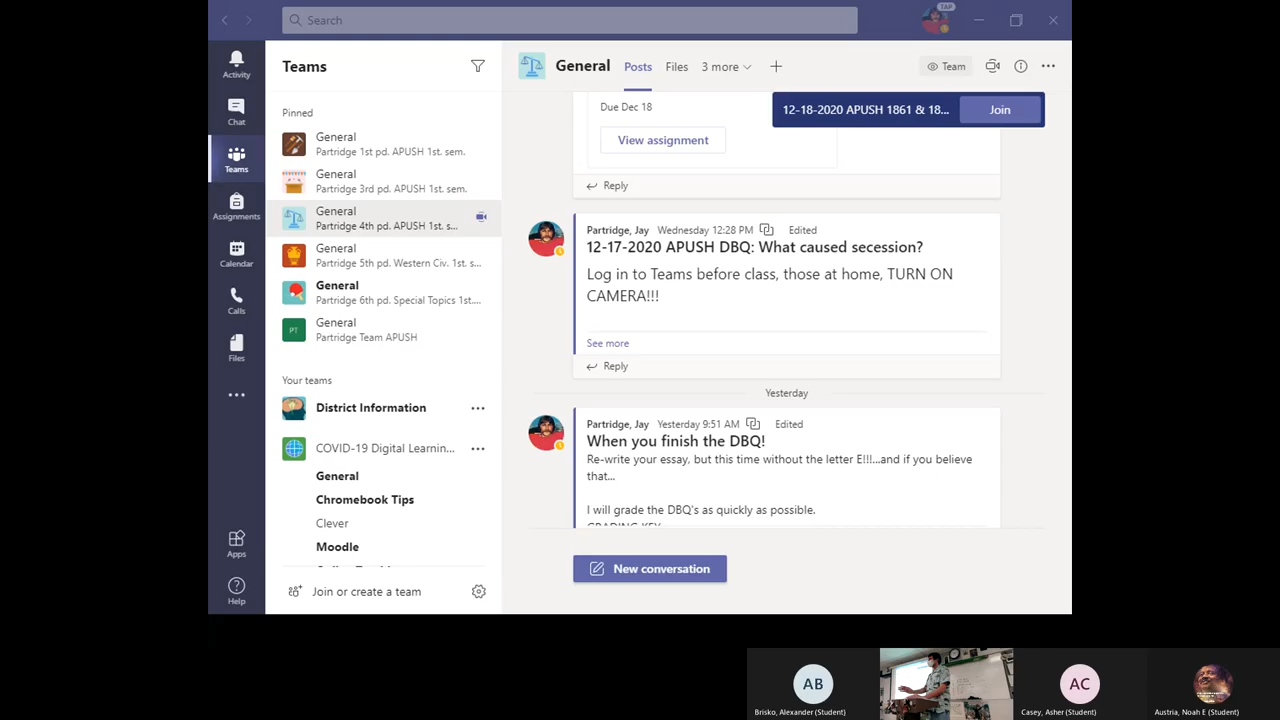 Search
TAP
Activity
Chat
Teams
Assignments
Calendar
Calls
Files
Apps
Help
Teams
Pinned
General
Partridge 1st pd. APUSH 1st. sem.
General
Partridge 3rd pd. APUSH 1st. sem.
General
Partridge 4th pd. APUSH 1st. s...
General
Partridge 5th pd. Western Civ. 1st. s...
General
Partridge 6th pd. Special Topics 1st....
PT
General
Partridge Team APUSH
Your teams
District Information
COVID-19 Digital Learnin...
General
Chromebook Tips
Clever
Moodle
Join or create a team
General Posts Files 3 more
Team
Due Dec 18
12-18-2020 APUSH 1861 & 18... Join
View assignment
Reply
Partridge, Jay Wednesday 12:28 PM Edited
12-17-2020 APUSH DBQ: What caused secession?
Log in to Teams before class, those at home, TURN ON
CAMERA!!!
See more
Reply
Yesterday
Partridge, Jay Yesterday 9:51 AM Edited
When you finish the DBQ!
Re-write your essay, but this time without the letter E!!!...and if you believe
that...
I will grade the DBQ's as quickly as possible.
GRADING KEY
New conversation
AB
Brisko, Alexander (Student)
AC
Casey, Asher (Student)
Austria, Noah E (Student)